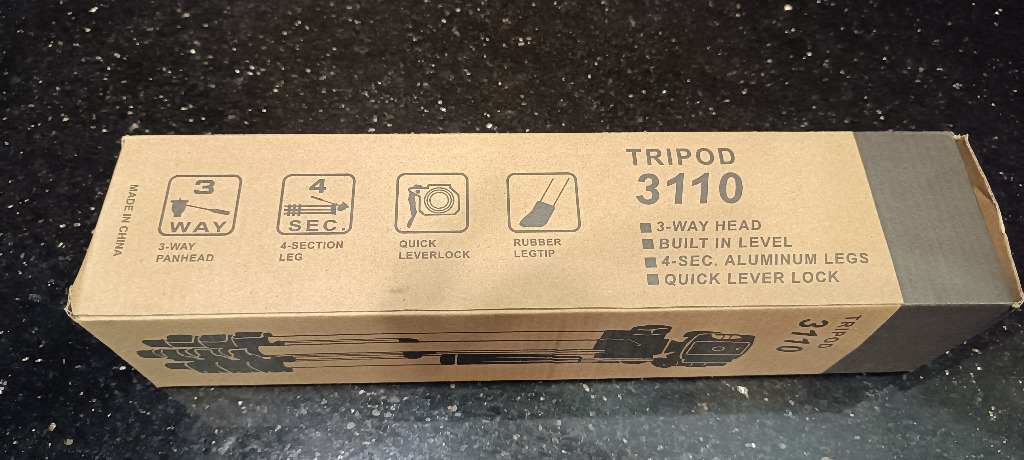 MADE IN CHINA
3
WAY
3-WAY
PANHEAD
4
SEC.
4-SECTION
LEG
QUICK
LEVERLOCK
RUBBER
LEGTIP
TRIPOD
3110
3-WAY HEAD
BUILT IN LEVEL
4-SEC. ALUMINUM LEGS
QUICK LEVER LOCK
TRIPOD
3110